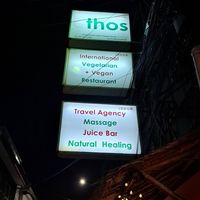 thos
International
Vegetarian
+ Vegan
Restaurant
Travel Agency
Massage
Juice Bar
Natural Healing